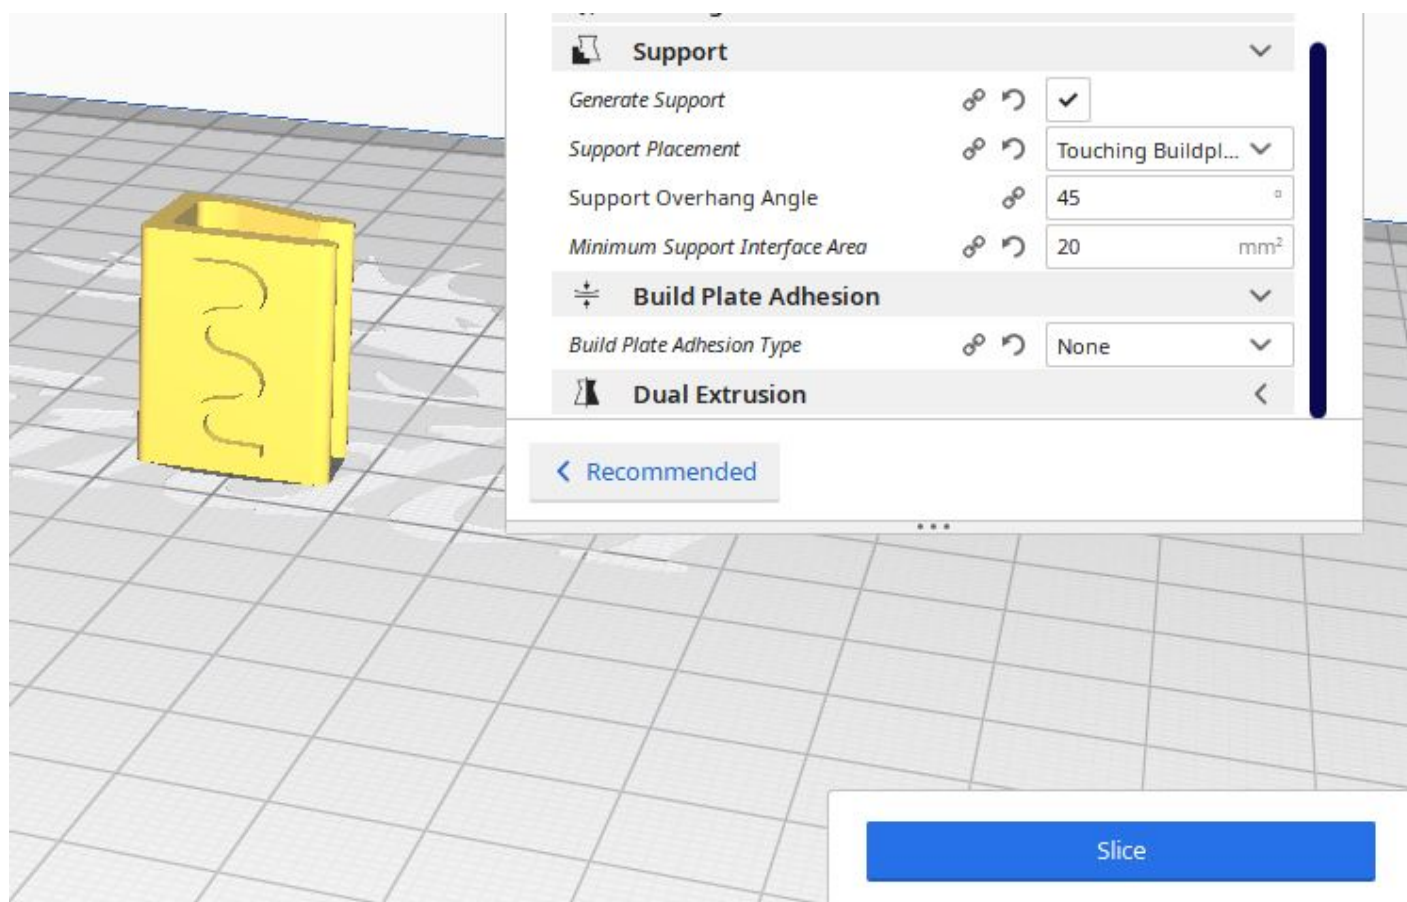 Support
Generate Support
Support Placement Touching Buildpl...
Support Overhang Angle 45 °
Minimum Support Interface Area 20 mm²
Build Plate Adhesion
Build Plate Adhesion Type None
Dual Extrusion
Recommended
Slice